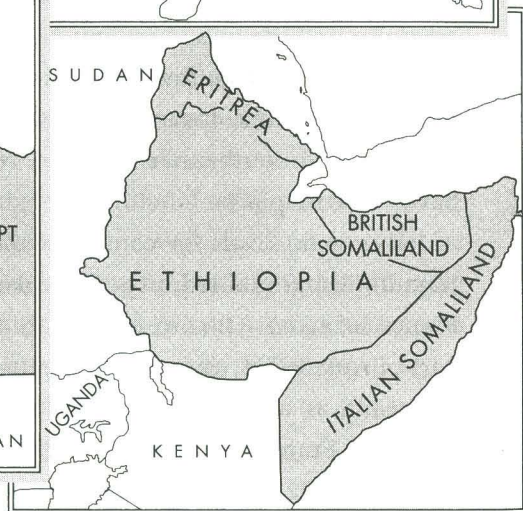 SUDAN
ERITREA
PT
BRITISH
SOMALILAND
ETHIOPIA
ITALIAN SOMALILAND
UGANDA
AN
KENYA